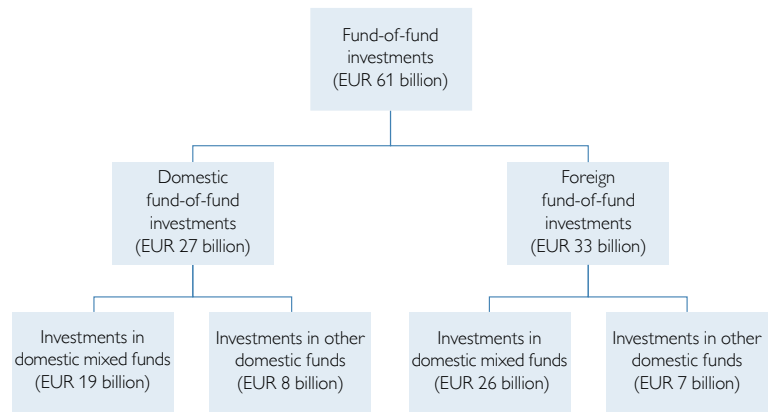 Fund-of-fund
investments
(EUR 61 billion)
Domestic
fund-of-fund
investments
(EUR 27 billion)
Foreign
fund-of-fund
investments
(EUR 33 billion)
Investments in
domestic mixed funds
(EUR 19 billion)
Investments in other
domestic funds
(EUR 8 billion)
Investments in
domestic mixed funds
(EUR 26 billion)
Investments in other
domestic funds
(EUR 7 billion)